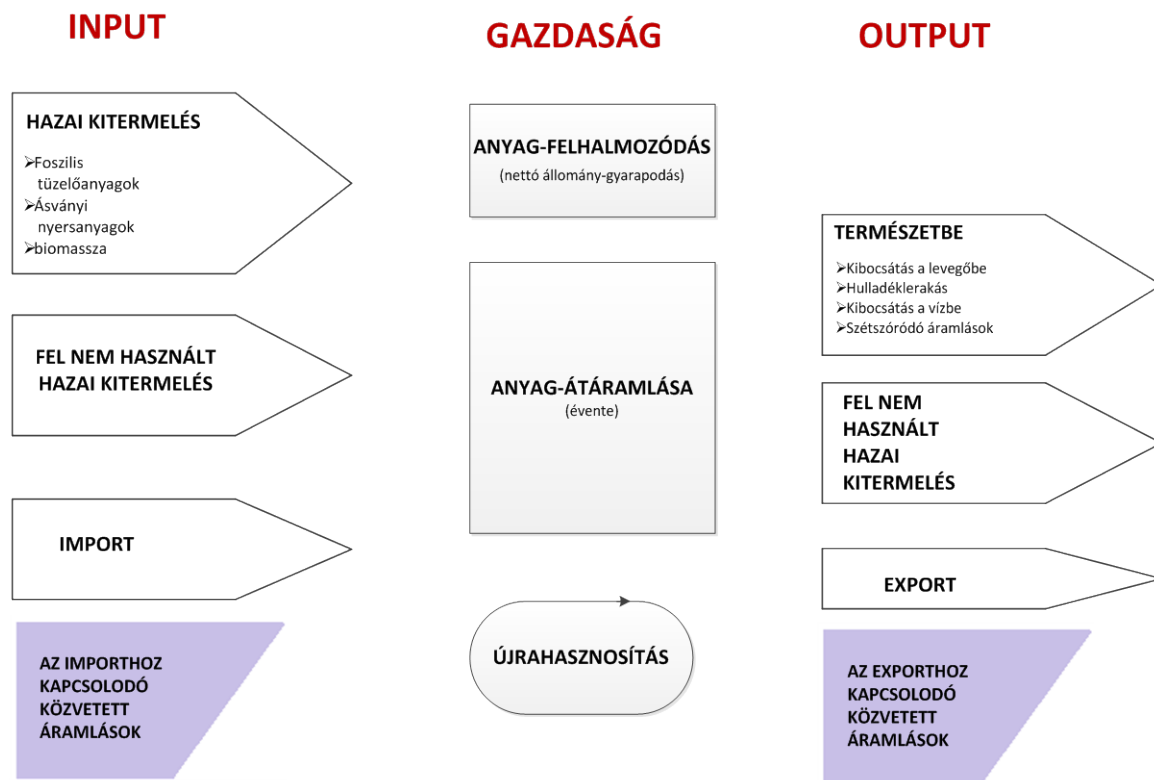 INPUT
GAZDASÁG
OUTPUT
HAZAI KITERMELÉS
➢Foszilis
tüzelőanyagok
➢Ásványi
nyersanyagok
➢biomassza
FEL NEM HASZNÁLT
HAZAI KITERMELÉS
IMPORT
AZ IMPORTHOZ
KAPCSOLODÓ
KÖZVETETT
ÁRAMLÁSOK
ANYAG-FELHALMOZÓDÁS
(nettó állomány-gyarapodás)
ANYAG-ÁTÁRAMLÁSA
(évente)
ÚJRAHASZNOSÍTÁS
TERMÉSZETBE
➢Kibocsátás a levegőbe
➢Hulladéklerakás
➢Kibocsátás a vízbe
➢Szétszóródó áramlások
FEL NEM
HASZNÁLT
HAZAI
KITERMELÉS
EXPORT
AZ EXPORTHOZ
KAPCSOLODÓ
KÖZVETETT
ÁRAMLÁSOK